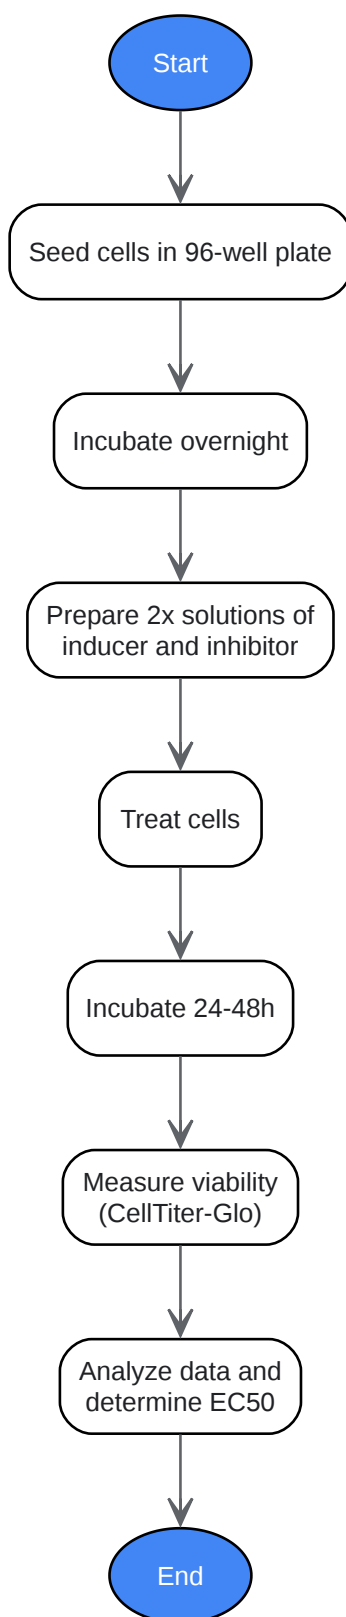 Start
Seed cells in 96-well plate
Incubate overnight
Prepare 2x solutions of
inducer and inhibitor
Treat cells
Incubate 24-48h
Measure viability
(CellTiter-Glo)
Analyze data and
determine EC50
End